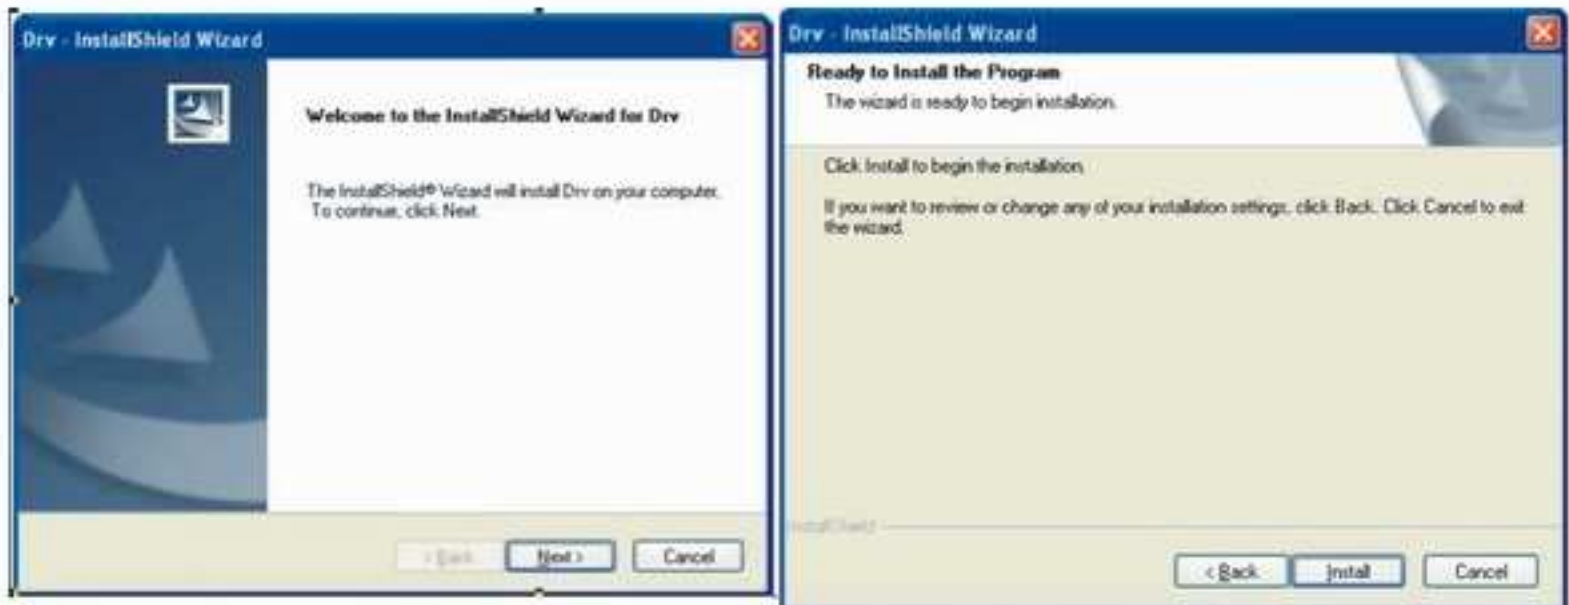 Drv - InstallShield Wizard
Welcome to the InstallShield Wizard for Drv
The InstallShield® Wizard will install Drv on your computer.
To continue, click Next.
< Back
Next >
Cancel
Drv - InstallShield Wizard
Ready to Install the Program
The wizard is ready to begin installation.
Click Install to begin the installation.
If you want to review or change any of your installation settings, click Back. Click Cancel to exit
the wizard.
InstallShield
< Back
Install
Cancel